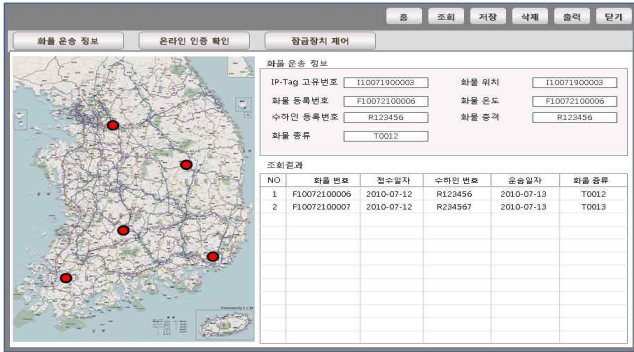 홈 조회 저장 삭제 출력 닫기
화물 운송 정보 온라인 인증 확인 잠금장치 제어
화물 운송 정보
IP-Tag 고유번호 I10071900003 화물 위치 I10071900003
화물 등록번호 F10072100006 화물 온도 F10072100006
수하인 등록번호 R123456 화물 충격 R123456
화물 종류 T0012
조회결과
NO 화물 번호 접수일자 수하인 번호 운송일자 화물 종류
1 F10072100006 2010-07-12 R123456 2010-07-13 T0012
2 F10072100007 2010-07-12 R234567 2010-07-13 T0013